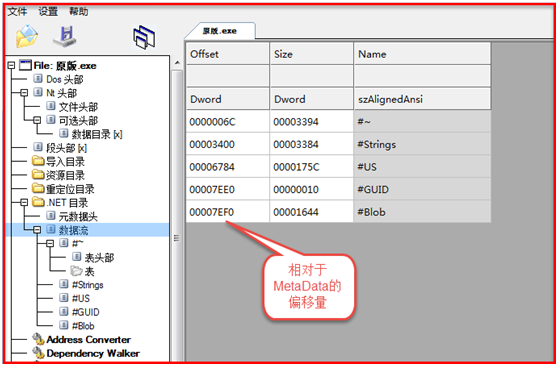 文件 设置 帮助
原版.exe
File: 原版.exe
Dos 头部
Nt 头部
文件头部
可选头部
数据目录 [x]
段头部 [x]
导入目录
资源目录
重定位目录
.NET 目录
元数据头
数据流
#~
表头部
表
#Strings
#US
#GUID
#Blob
Address Converter
Dependency Walker
Offset Size Name
Dword Dword szAlignedAnsi
0000006C 00003394 #~
00003400 00003384 #Strings
00006784 0000175C #US
00007EE0 00000010 #GUID
00007EF0 00001644 #Blob
相对于
MetaData的
偏移量